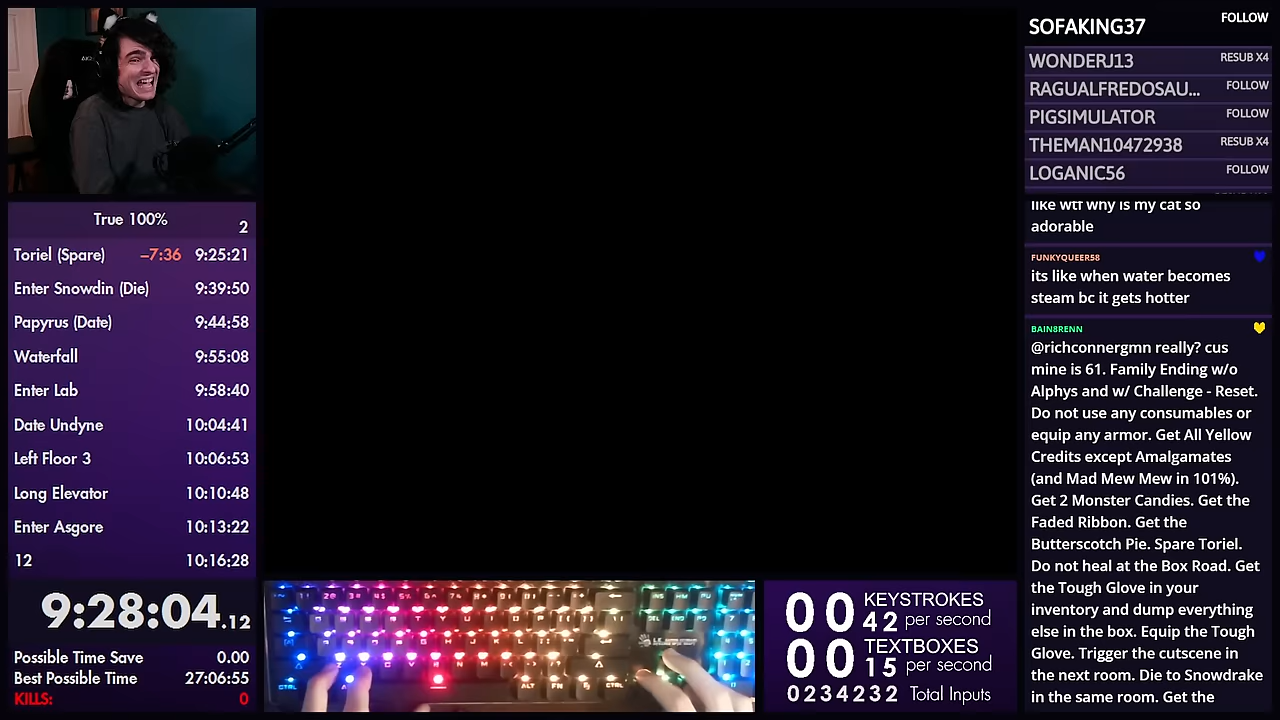 True 100%
2
Toriel (Spare) −7:36 9:25:21
Enter Snowdin (Die) 9:39:50
Papyrus (Date) 9:44:58
Waterfall 9:55:08
Enter Lab 9:58:40
Date Undyne 10:04:41
Left Floor 3 10:06:53
Long Elevator 10:10:48
Enter Asgore 10:13:22
12 10:16:28
9:28:04.12
Possible Time Save 0.00
Best Possible Time 27:06:55
KILLS: 0
00 42 KEYSTROKES per second
00 15 TEXTBOXES per second
0234232 Total Inputs
SOFAKING37 FOLLOW
WONDERJ13 RESUB X4
RAGUALFREDOSAU... FOLLOW
PIGSIMULATOR FOLLOW
THEMAN10472938 RESUB X4
LOGANIC56 FOLLOW
like wtf why is my cat so
adorable
FUNKYQUEER58
its like when water becomes
steam bc it gets hotter
BAIN8RENN
@richconnergmn really? cus
mine is 61. Family Ending w/o
Alphys and w/ Challenge - Reset.
Do not use any consumables or
equip any armor. Get All Yellow
Credits except Amalgamates
(and Mad Mew Mew in 101%).
Get 2 Monster Candies. Get the
Faded Ribbon. Get the
Butterscotch Pie. Spare Toriel.
Do not heal at the Box Road. Get
the Tough Glove in your
inventory and dump everything
else in the box. Equip the Tough
Glove. Trigger the cutscene in
the next room. Die to Snowdrake
in the same room. Get the